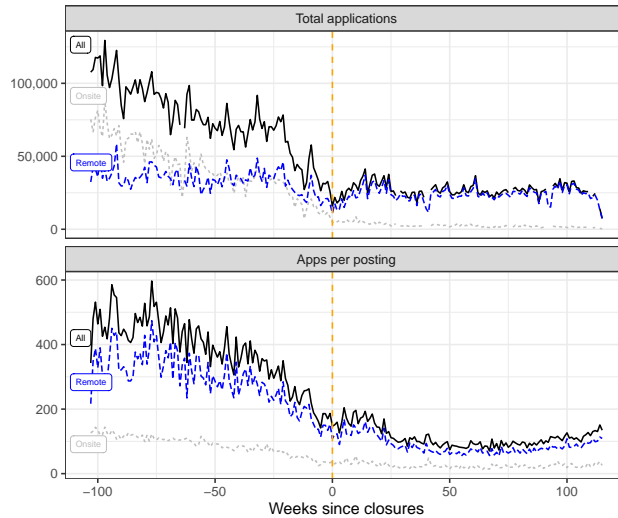 Total applications
All
Onsite
Remote
100,000
50,000
0
Apps per posting
All
Remote
Onsite
600
400
200
0
−100
−50
0
50
100
Weeks since closures